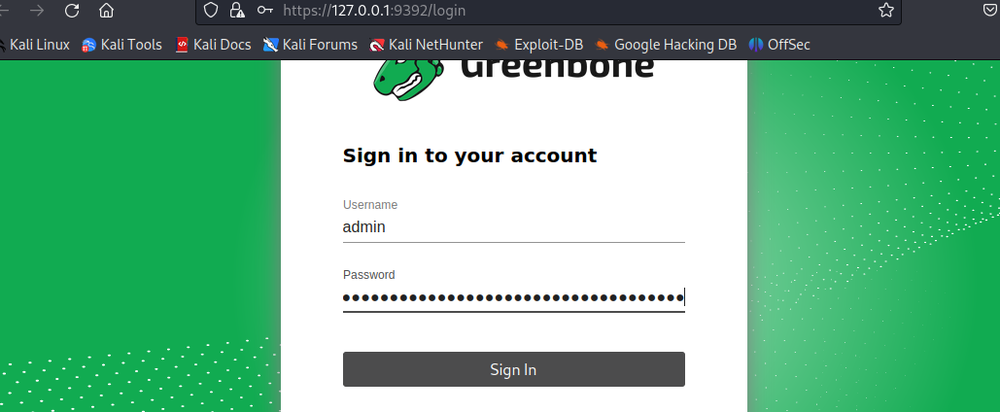 https://127.0.0.1:9392/login
Kali Linux Kali Tools Kali Docs Kali Forums Kali NetHunter Exploit-DB Google Hacking DB OffSec
Greenbone
Sign in to your account
Username
admin
Password
Sign In